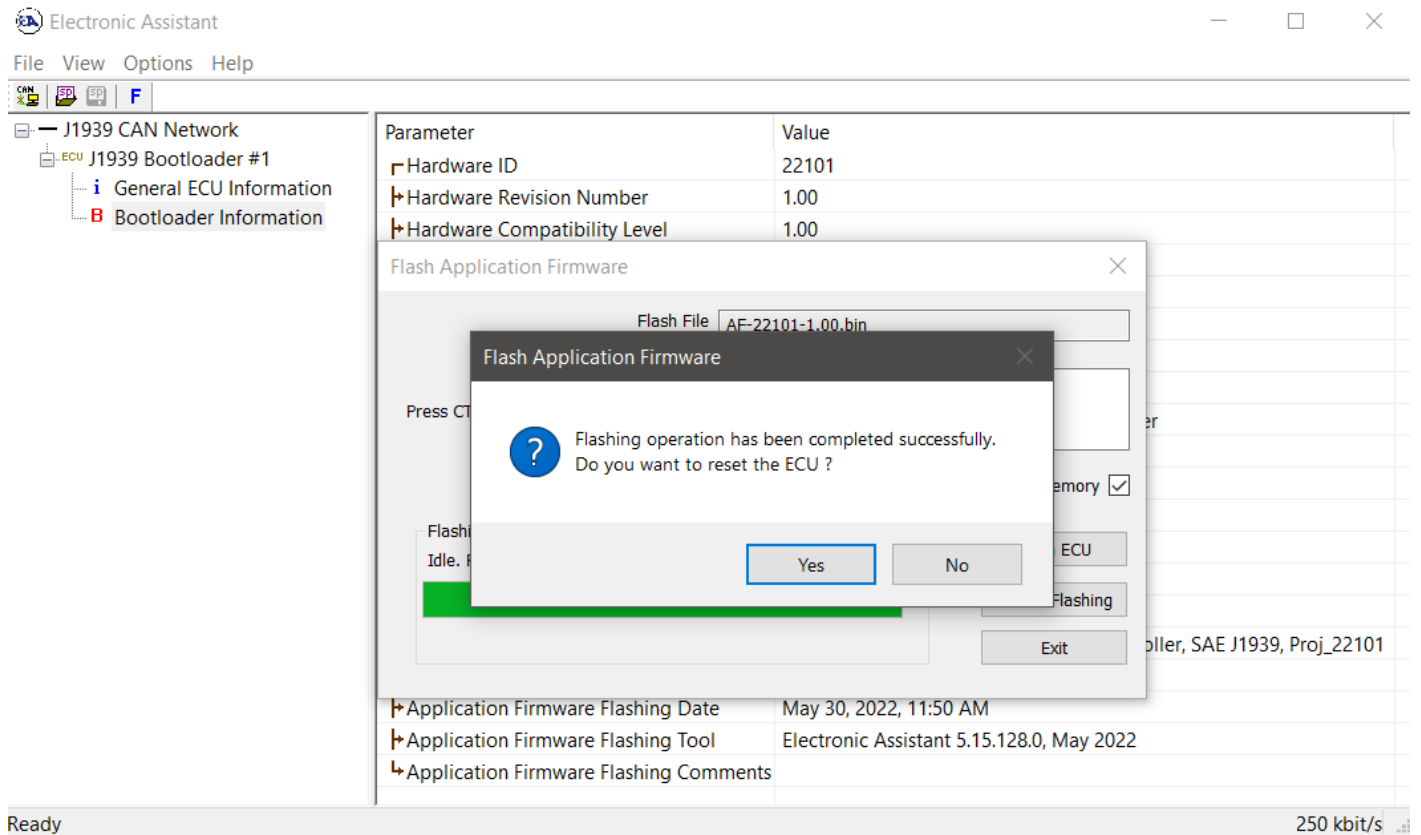 Electronic Assistant
File View Options Help
CAN SP SP F
J1939 CAN Network
ECU J1939 Bootloader #1
i General ECU Information
B Bootloader Information
Parameter Value
Hardware ID 22101
Hardware Revision Number 1.00
Hardware Compatibility Level 1.00
Flash Application Firmware
Flash File AF-22101-1.00.bin
Flash Application Firmware
Press CT
er
?
Flashing operation has been completed successfully.
Do you want to reset the ECU ?
emory
Flashi
Idle. F
Yes No
ECU
Flashing
Exit
oller, SAE J1939, Proj_22101
Application Firmware Flashing Date May 30, 2022, 11:50 AM
Application Firmware Flashing Tool Electronic Assistant 5.15.128.0, May 2022
Application Firmware Flashing Comments
Ready 250 kbit/s